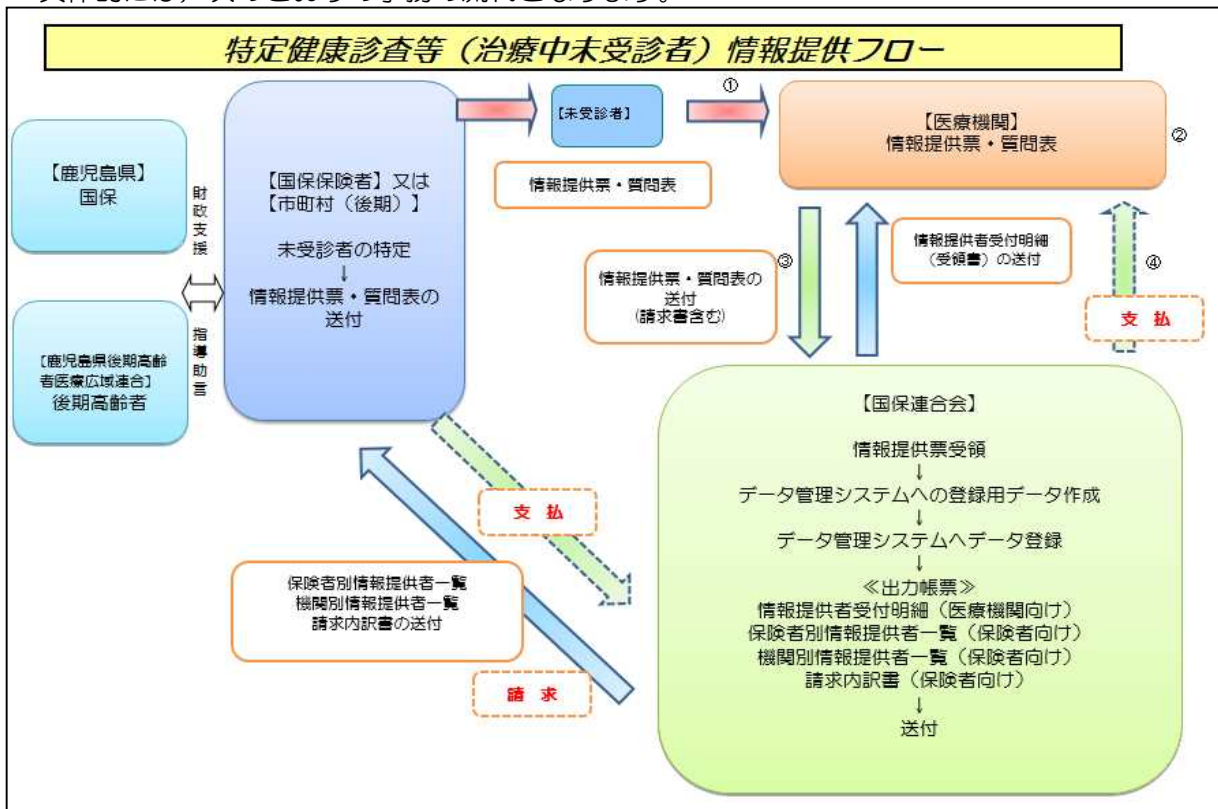 特定健康診査等（治療中未受診者）情報提供フロー
【鹿児島県】
国保
財政支援
指導助言
【鹿児島県後期高齢
者医療広域連合】
後期高齢者
【国保保険者】又は
【市町村（後期）】
未受診者の特定
↓
情報提供票・質問表の
送付
【未受診者】
①
情報提供票・質問表
【医療機関】
情報提供票・質問表
②
情報提供票・質問表の
送付
(請求書含む)
③
情報提供者受付明細
（受領書）の送付
④
支 払
支 払
保険者別情報提供者一覧
機関別情報提供者一覧
請求内訳書の送付
請 求
【国保連合会】
情報提供票受領
↓
データ管理システムへの登録用データ作成
↓
データ管理システムへデータ登録
↓
≪出力帳票≫
情報提供者受付明細（医療機関向け）
保険者別情報提供者一覧（保険者向け）
機関別情報提供者一覧（保険者向け）
請求内訳書（保険者向け）
↓
送付